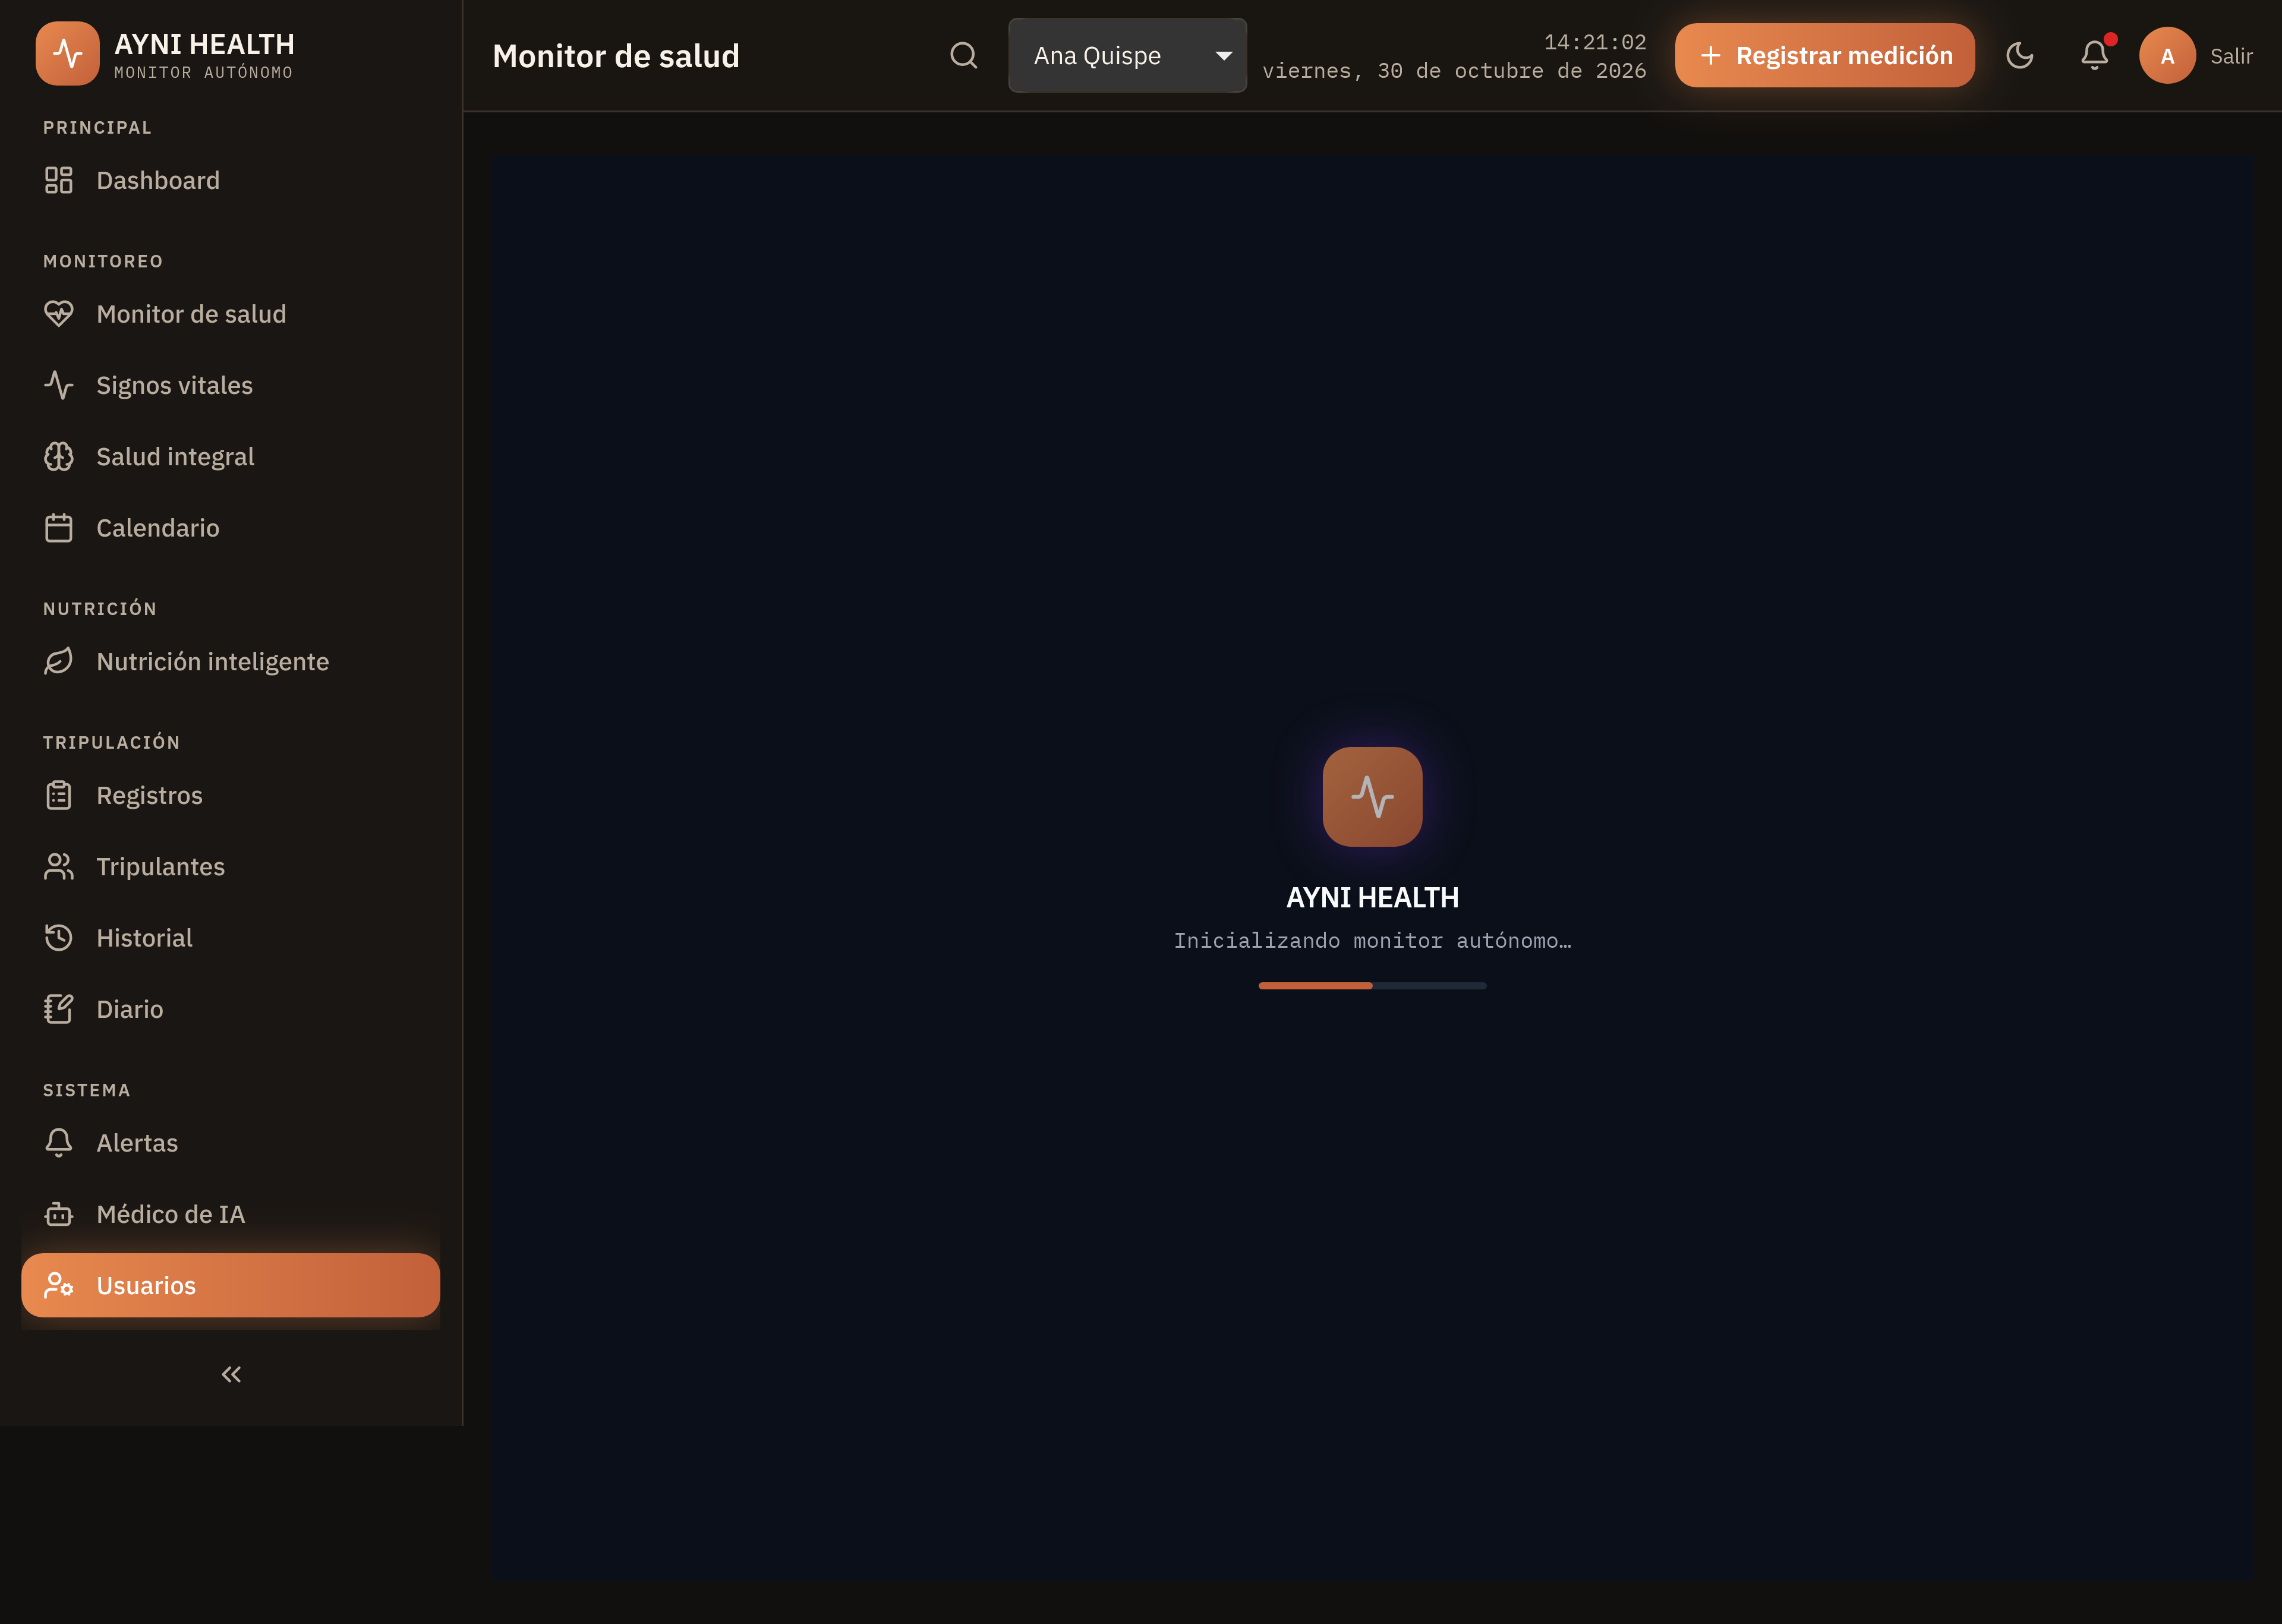 AYNI HEALTH
MONITOR AUTÓNOMO
PRINCIPAL
Dashboard
MONITOREO
Monitor de salud
Signos vitales
Salud integral
Calendario
NUTRICIÓN
Nutrición inteligente
TRIPULACIÓN
Registros
Tripulantes
Historial
Diario
SISTEMA
Alertas
Médico de IA
Usuarios
Monitor de salud
Ana Quispe
14:21:02
viernes, 30 de octubre de 2026
Registrar medición
A
Salir
AYNI HEALTH
Inicializando monitor autónomo…